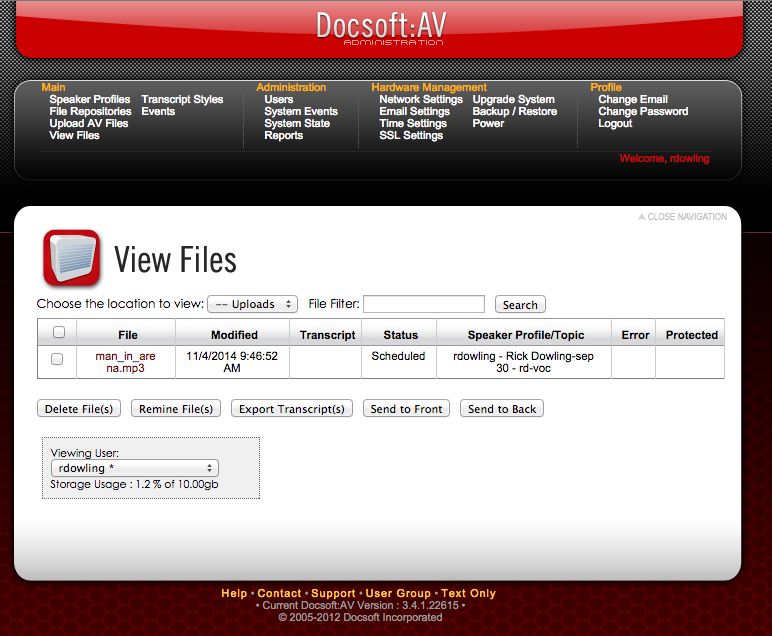 Docsoft:AV
ADMINISTRATION
Main
Speaker Profiles
File Repositories
Upload AV Files
View Files
Transcript Styles
Events
Administration
Users
System Events
System State
Reports
Hardware Management
Network Settings
Email Settings
Time Settings
SSL Settings
Upgrade System
Backup / Restore
Power
Profile
Change Email
Change Password
Logout
Welcome, rdowling
CLOSE NAVIGATION
View Files
Choose the location to view: -- Uploads File Filter: Search
File Modified Transcript Status Speaker Profile/Topic Error Protected
man_in_are 11/4/2014 9:46:52 Scheduled rdowling - Rick Dowling-sep
na.mp3 AM 30 - rd-voc
Delete File(s) Remine File(s) Export Transcript(s) Send to Front Send to Back
Viewing User:
rdowling *
Storage Usage : 1.2 % of 10.00gb
Help • Contact • Support • User Group • Text Only
• Current Docsoft:AV Version : 3.4.1.22615 •
© 2005-2012 Docsoft Incorporated